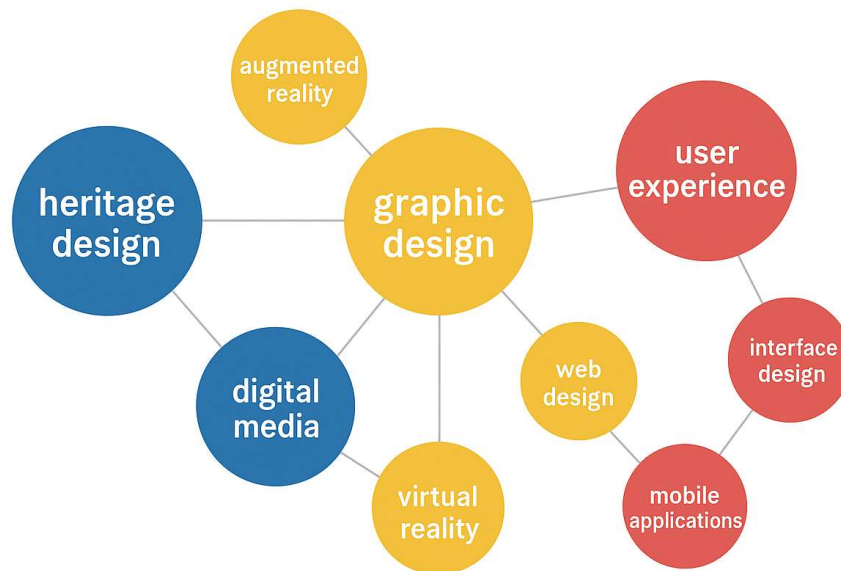 augmented
reality
heritage
design
graphic
design
user
experience
digital
media
web
design
interface
design
virtual
reality
mobile
applications